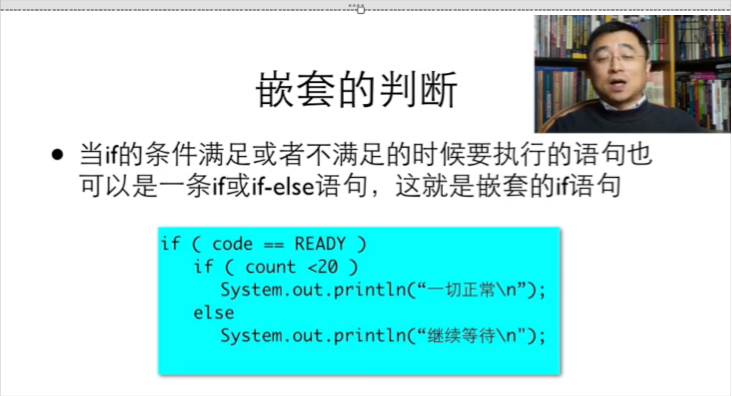 嵌套的判断
• 当if的条件满足或者不满足的时候要执行的语句也
可以是一条if或if-else语句，这就是嵌套的if语句
if ( code == READY )
if ( count <20 )
System.out.println(“一切正常\n”);
else
System.out.println(“继续等待\n");